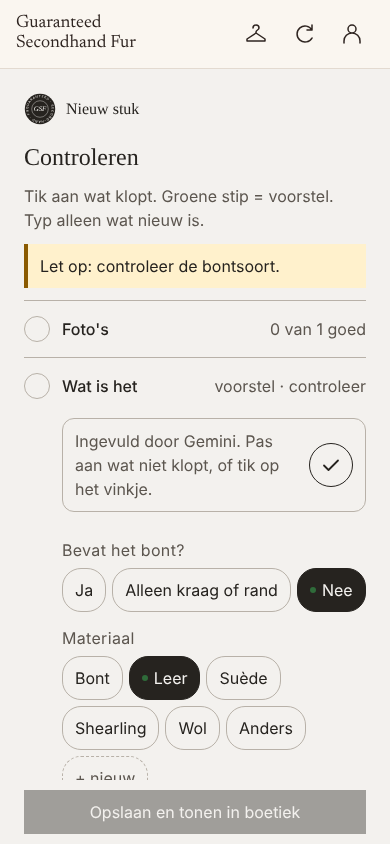 Guaranteed
Secondhand Fur
GSF
Nieuw stuk
Controleren
Tik aan wat klopt. Groene stip = voorstel.
Typ alleen wat nieuw is.
Let op: controleer de bontsoort.
Foto's
0 van 1 goed
Wat is het
voorstel · controleer
Ingevuld door Gemini. Pas
aan wat niet klopt, of tik op
het vinkje.
Bevat het bont?
Ja
Alleen kraag of rand
Nee
Materiaal
Bont
Leer
Suède
Shearling
Wol
Anders
+ nieuw
Opslaan en tonen in boetiek